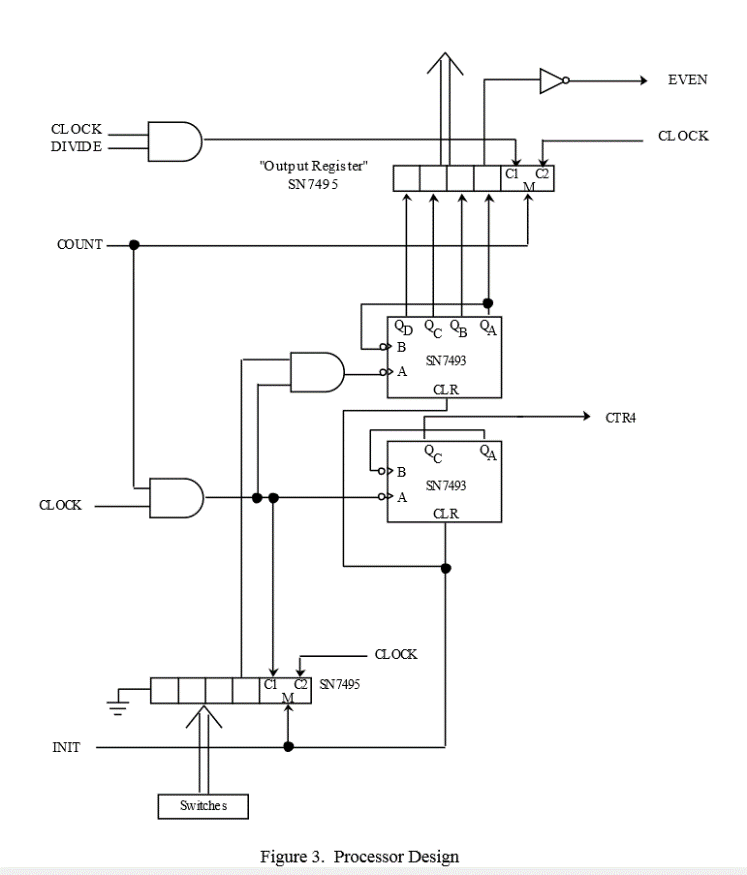 EVEN
CLOCK
DIVIDE
CLOCK
"Output Register"
SN7495
C1 C2
M
COUNT
QD QC QB QA
B
SN7493
A
CLR
CTR4
QC QA
B
SN7493
A
CLR
CLOCK
CLOCK
C1 C2 SN7495
M
INIT
Switches
Figure 3. Processor Design